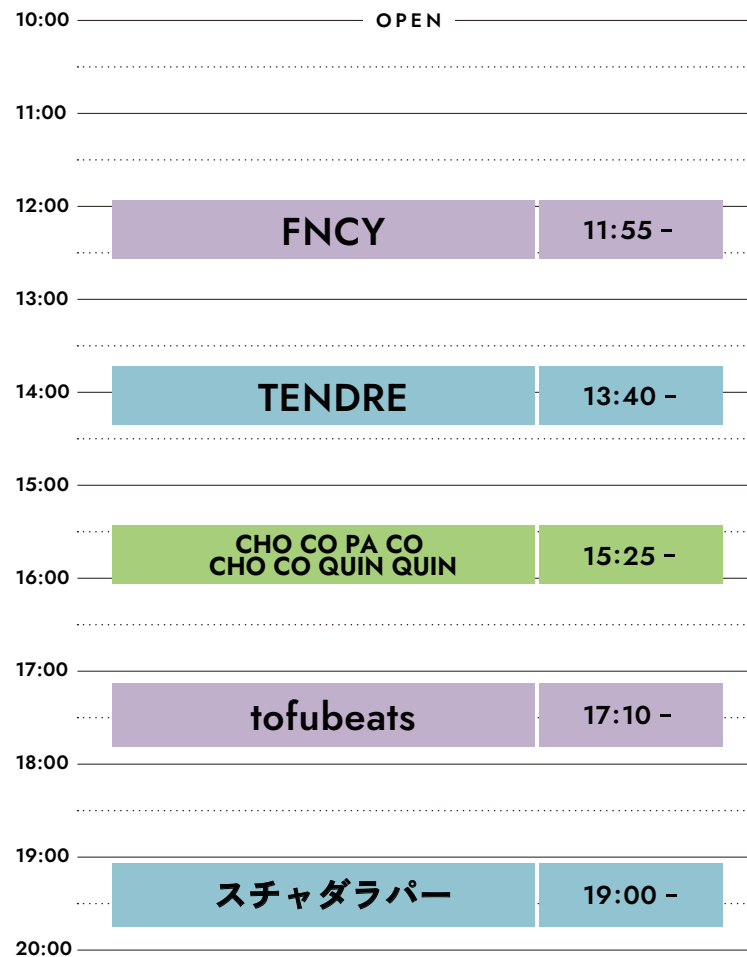 10:00 OPEN
11:00
12:00
FNCY 11:55 –
13:00
14:00
TENDRE 13:40 –
15:00
CHO CO PA CO
CHO CO QUIN QUIN 15:25 –
16:00
17:00
tofubeats 17:10 –
18:00
19:00
スチャダラパー 19:00 –
20:00